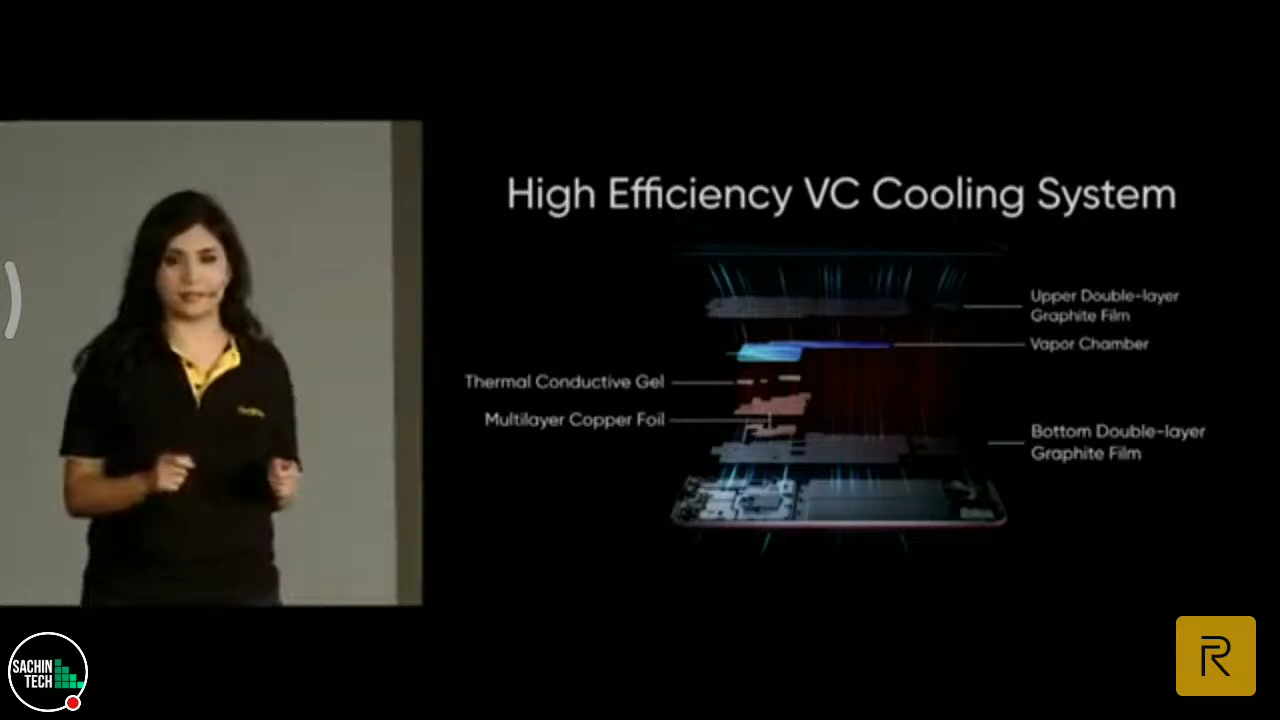 High Efficiency VC Cooling System
Upper Double-layer
Graphite Film
Vapor Chamber
Thermal Conductive Gel
Multilayer Copper Foil
Bottom Double-layer
Graphite Film
SACHIN
TECH
R